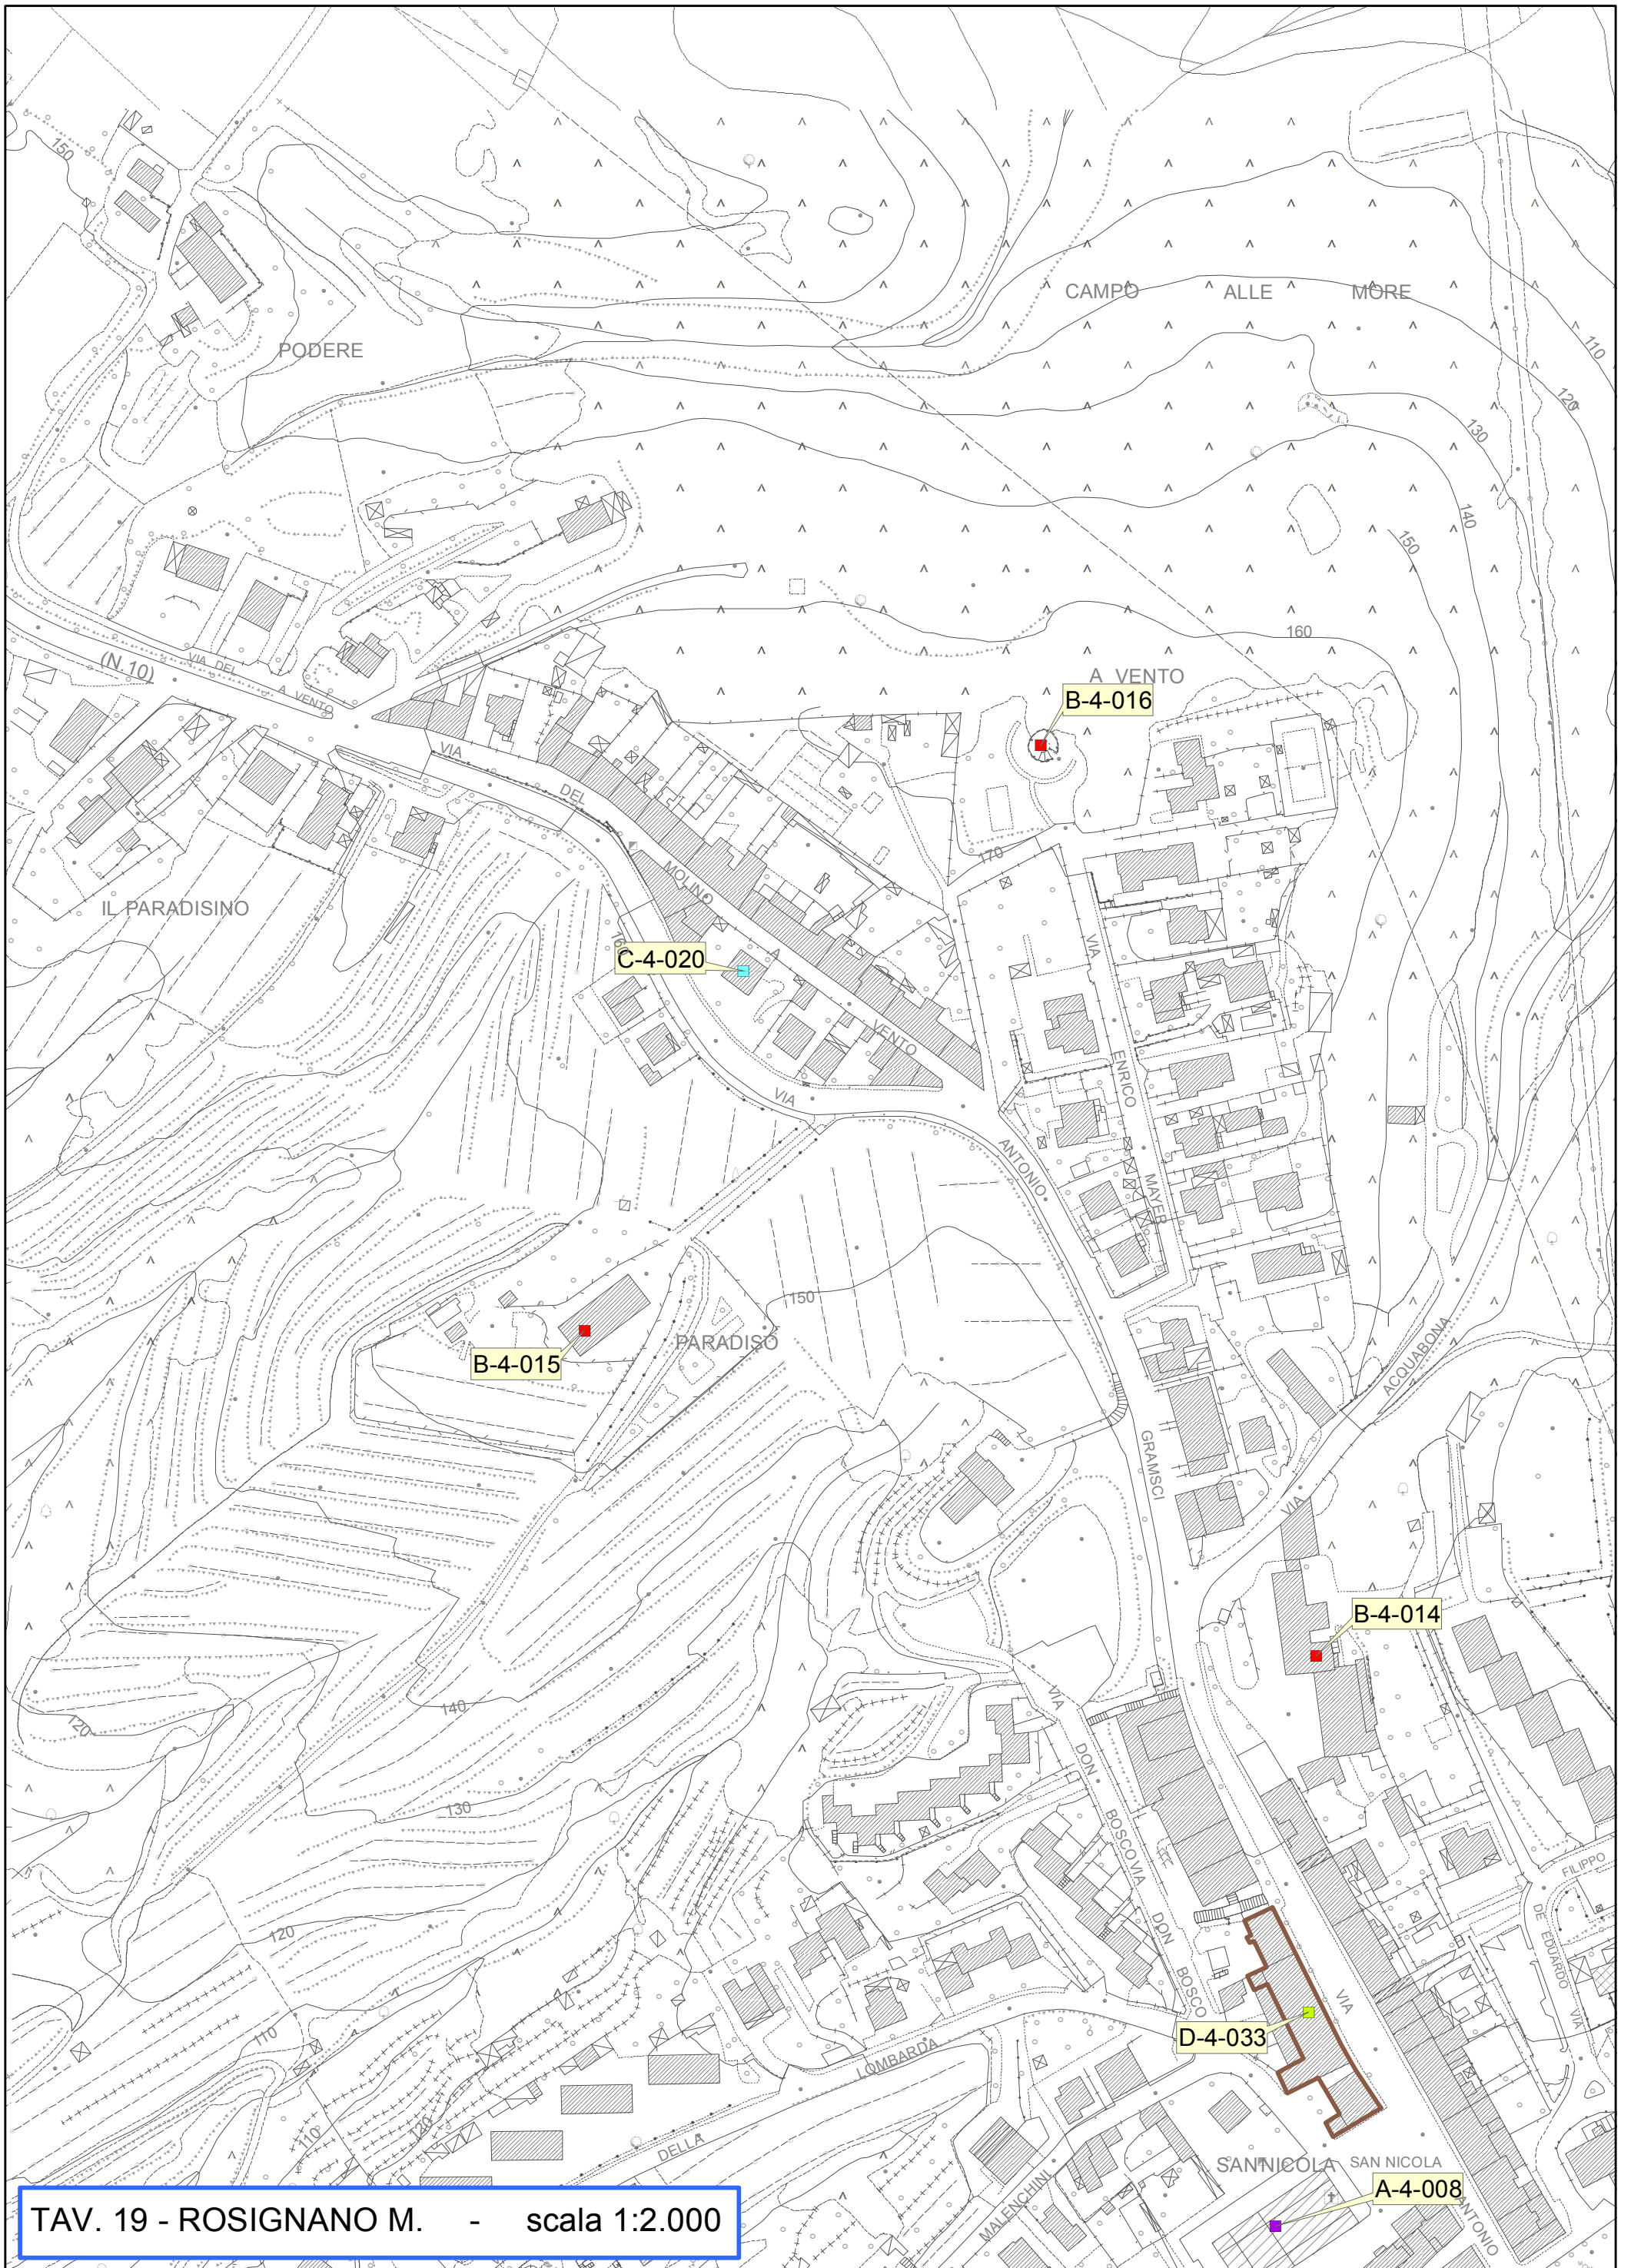 150
CAMPO ALLE MORE
110
PODERE
120
130
140
150
160
(N.10)
VIA DEL
A VENTO
A VENTO
B-4-016
VIA
DEL
MOLINO
A
VENTO
170
IL PARADISINO
160
C-4-020
VIA
ENRICO
MAYER
VIA
ANTONIO
GRAMSCI
150
PARADISO
B-4-015
ACQUABONA
VIA
B-4-014
140
120
130
VIA
DON
BOSCO
VIA
DON
BOSCO
FILIPPO
DE
EDUARDO
VIA
120
110
VIA
D-4-033
LOMBARDA
DELLA
110
120
MALENCHINI
SANNICOLA
SAN NICOLA
A-4-008
ANTONIO
TAV. 19 - ROSIGNANO M. - scala 1:2.000